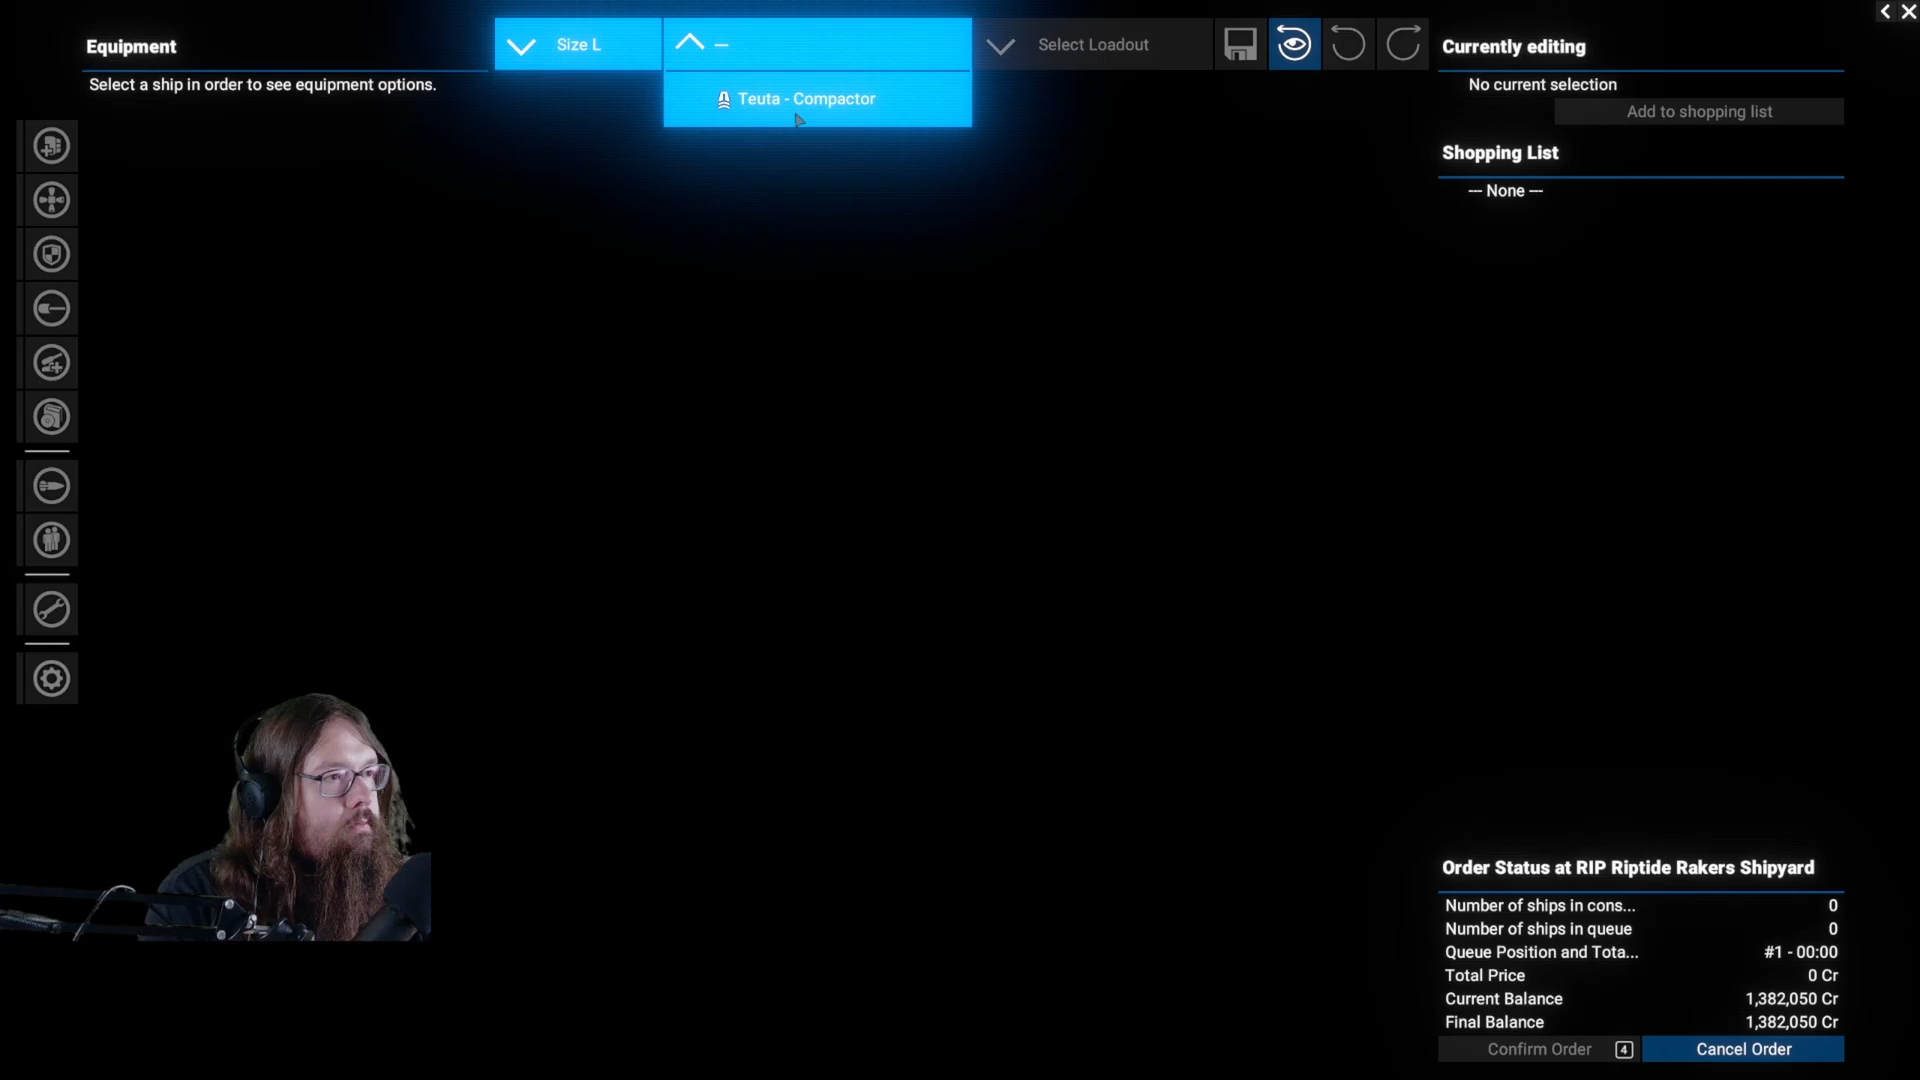 Equipment
Select a ship in order to see equipment options.
Size L
—
Teuta - Compactor
Select Loadout
Currently editing
No current selection
Add to shopping list
Shopping List
--- None ---
Order Status at RIP Riptide Rakers Shipyard
Number of ships in cons... 0
Number of ships in queue 0
Queue Position and Tota... #1 - 00:00
Total Price 0 Cr
Current Balance 1,382,050 Cr
Final Balance 1,382,050 Cr
Confirm Order 4
Cancel Order